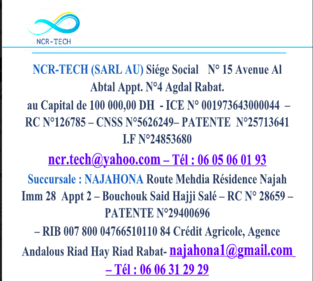 NCR-TECH
NCR-TECH (SARL AU) Siége Social N° 15 Avenue Al
Abtal Appt. N°4 Agdal Rabat.
au Capital de 100 000,00 DH - ICE N° 001973643000044 –
RC N°126785 – CNSS N°5626249– PATENTE N°25713641
I.F N°24853680
ncr.tech@yahoo.com – Tél : 06 05 06 01 93
Succursale : NAJAHONA Route Mehdia Résidence Najah
Imm 28 Appt 2 – Bouchouk Said Hajji Salé – RC N° 28659 –
PATENTE N°29400696
– RIB 007 800 04766510110 84 Crédit Agricole, Agence
Andalous Riad Hay Riad Rabat- najahona1@gmail.com
– Tél : 06 06 31 29 29